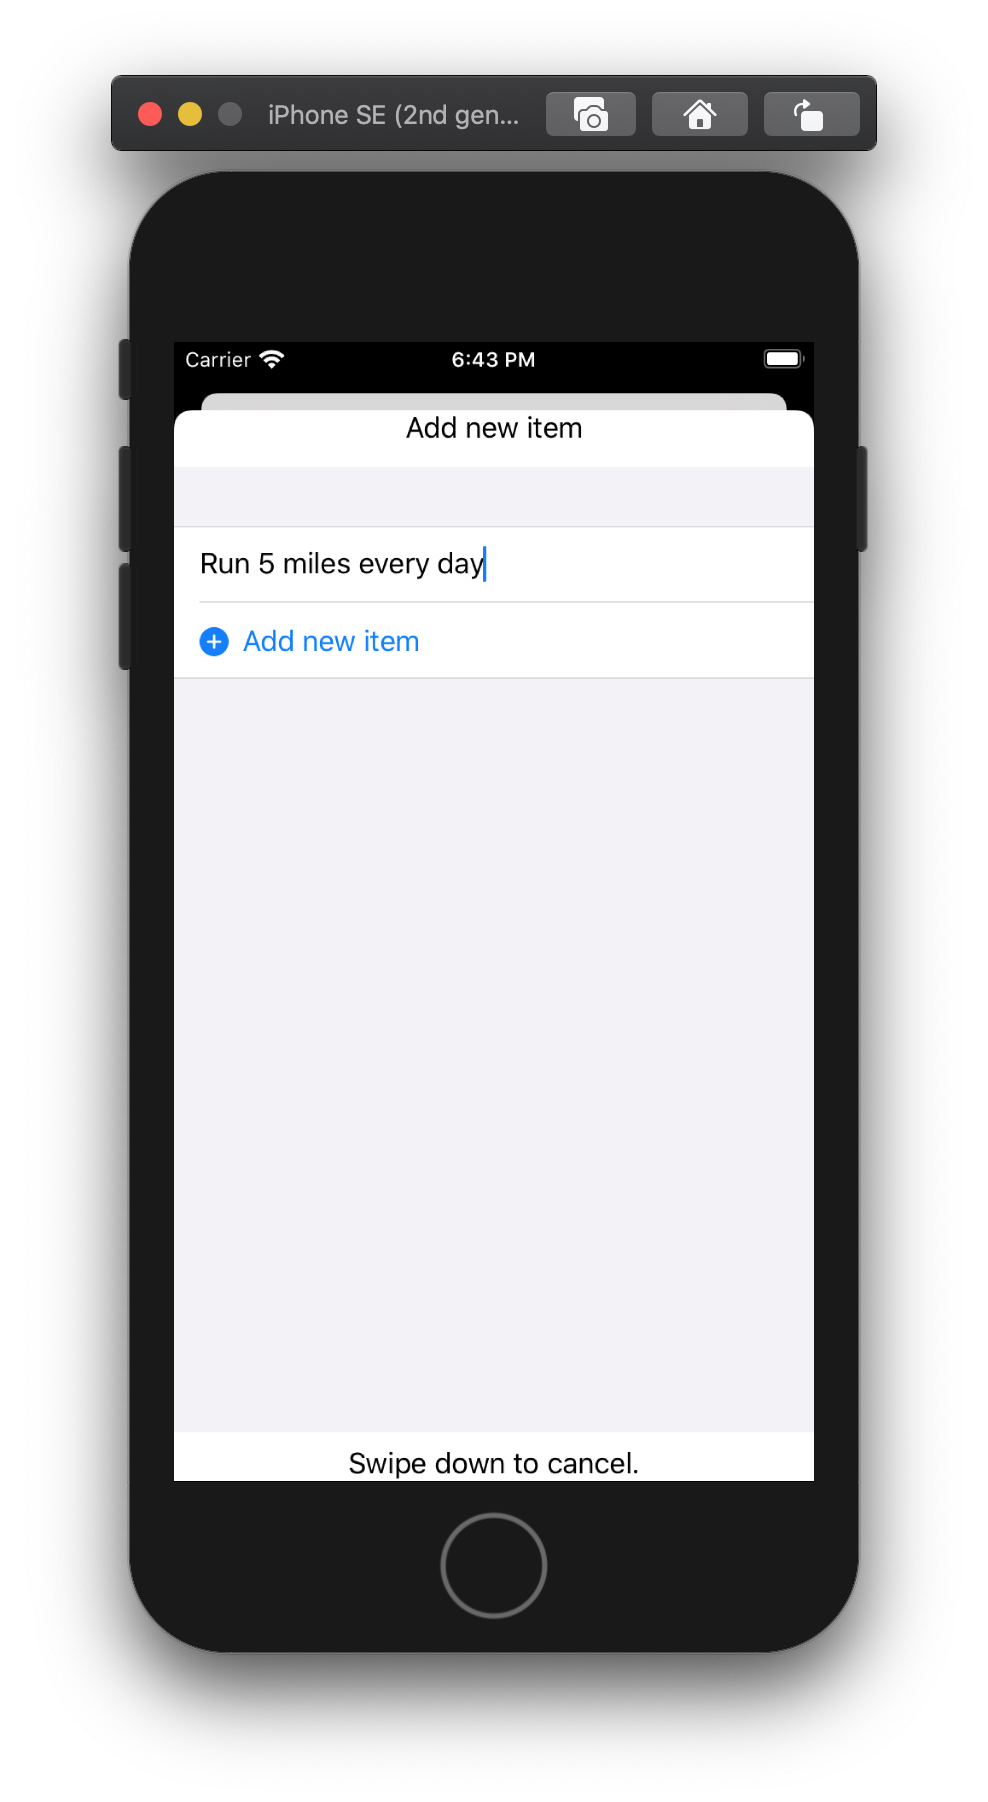 iPhone SE (2nd gen...
Carrier 6:43 PM
Add new item
Run 5 miles every day
Add new item
Swipe down to cancel.